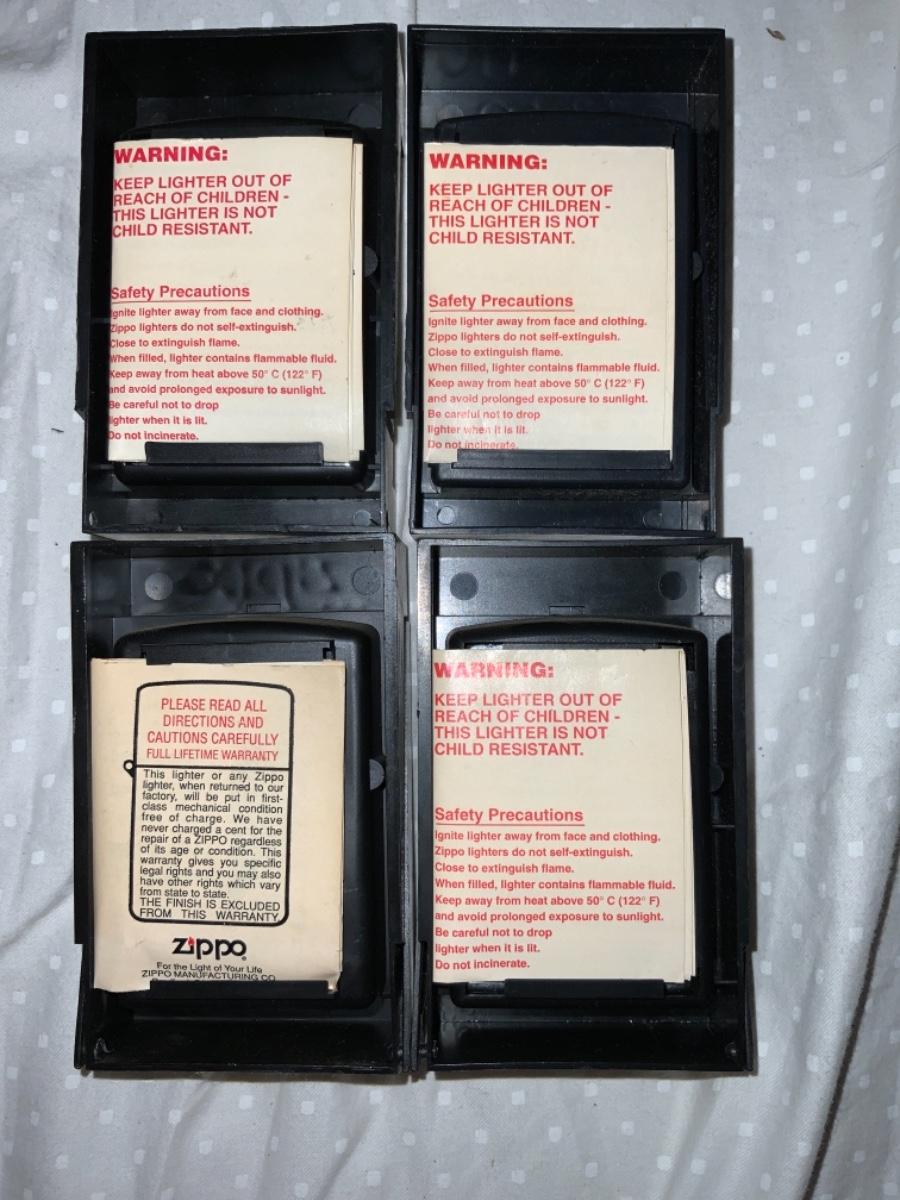 WARNING:
KEEP LIGHTER OUT OF
REACH OF CHILDREN -
THIS LIGHTER IS NOT
CHILD RESISTANT.
Safety Precautions
Ignite lighter away from face and clothing.
Zippo lighters do not self-extinguish.
Close to extinguish flame.
When filled, lighter contains flammable fluid.
Keep away from heat above 50° C (122° F)
and avoid prolonged exposure to sunlight.
Be careful not to drop
lighter when it is lit.
Do not incinerate.
WARNING:
KEEP LIGHTER OUT OF
REACH OF CHILDREN -
THIS LIGHTER IS NOT
CHILD RESISTANT.
Safety Precautions
Ignite lighter away from face and clothing.
Zippo lighters do not self-extinguish.
Close to extinguish flame.
When filled, lighter contains flammable fluid.
Keep away from heat above 50° C (122° F)
and avoid prolonged exposure to sunlight.
Be careful not to drop
lighter when it is lit.
Do not incinerate.
PLEASE READ ALL
DIRECTIONS AND
CAUTIONS CAREFULLY
FULL LIFETIME WARRANTY
This lighter or any Zippo
lighter, when returned to our
factory, will be put in first-
class mechanical condition
free of charge. We have
never charged a cent for the
repair of a ZIPPO regardless
of its age or condition. This
warranty gives you specific
legal rights and you may also
have other rights which vary
from state to state.
THE FINISH IS EXCLUDED
FROM THIS WARRANTY
Zippo®
For the Light of Your Life
ZIPPO MANUFACTURING CO.
WARNING:
KEEP LIGHTER OUT OF
REACH OF CHILDREN -
THIS LIGHTER IS NOT
CHILD RESISTANT.
Safety Precautions
Ignite lighter away from face and clothing.
Zippo lighters do not self-extinguish.
Close to extinguish flame.
When filled, lighter contains flammable fluid.
Keep away from heat above 50° C (122° F)
and avoid prolonged exposure to sunlight.
Be careful not to drop
lighter when it is lit.
Do not incinerate.